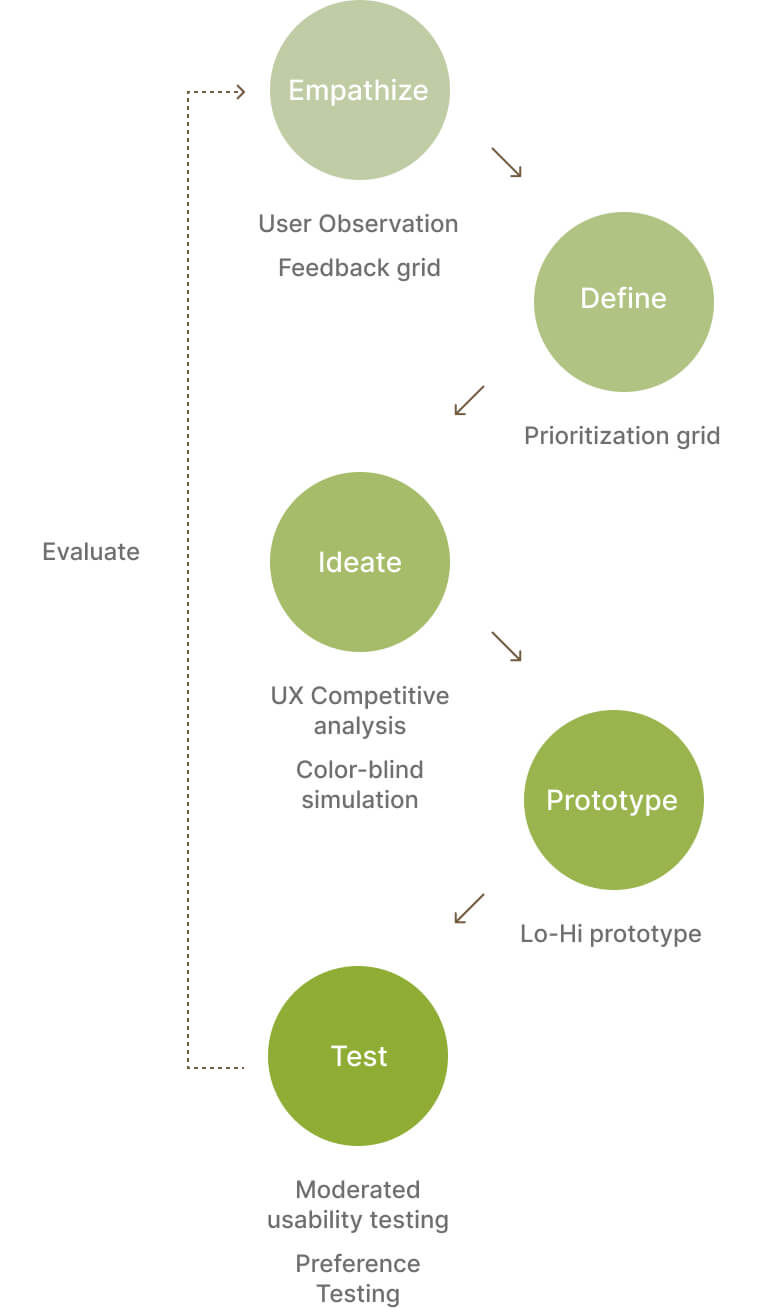 Empathize
User Observation
Feedback grid
Define
Prioritization grid
Evaluate
Ideate
UX Competitive
analysis
Color-blind
simulation
Prototype
Lo-Hi prototype
Test
Moderated
usability testing
Preference
Testing